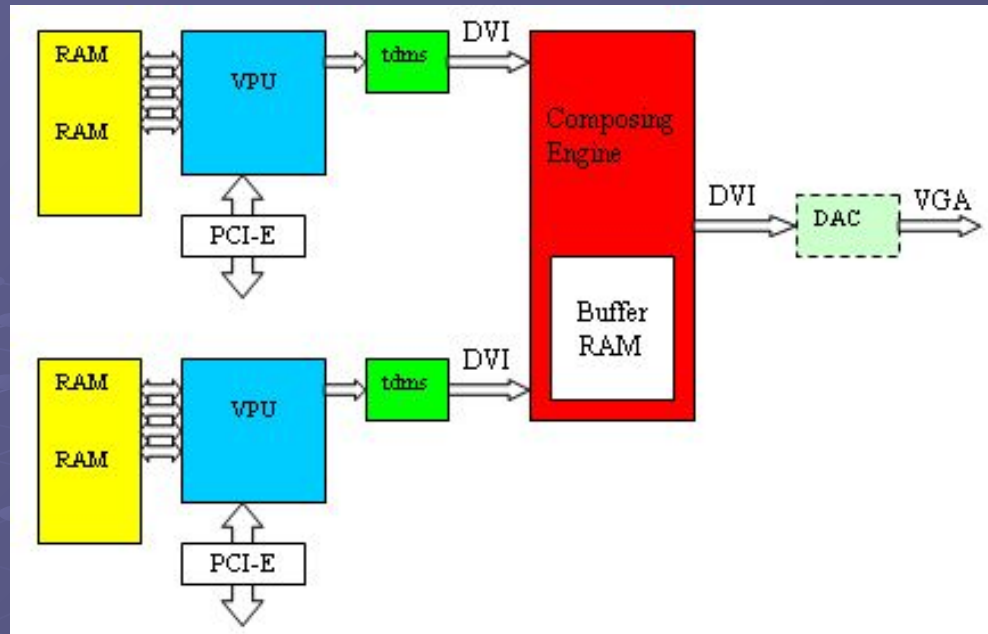 RAM
RAM
VPU
tdms
DVI
PCI-E
Composing
Engine
Buffer
RAM
DVI
DAC
VGA
RAM
RAM
VPU
tdms
DVI
PCI-E